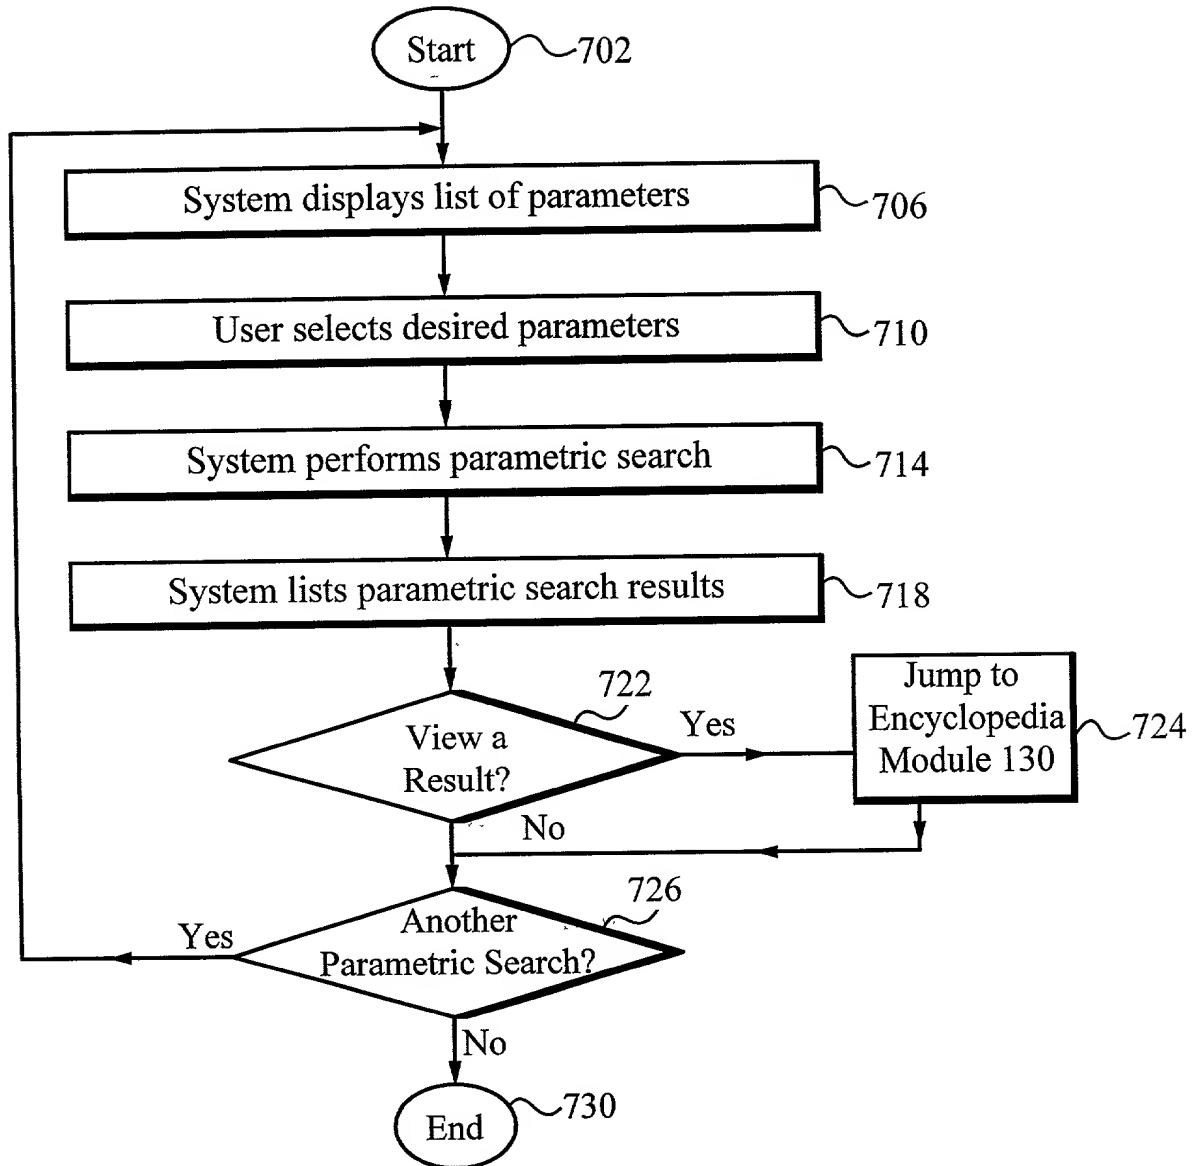 Start
702
System displays list of parameters
706
User selects desired parameters
710
System performs parametric search
714
System lists parametric search results
718
722
View a
Result?
Yes
Jump to
Encyclopedia
Module 130
724
No
726
Another
Parametric Search?
Yes
No
End
730